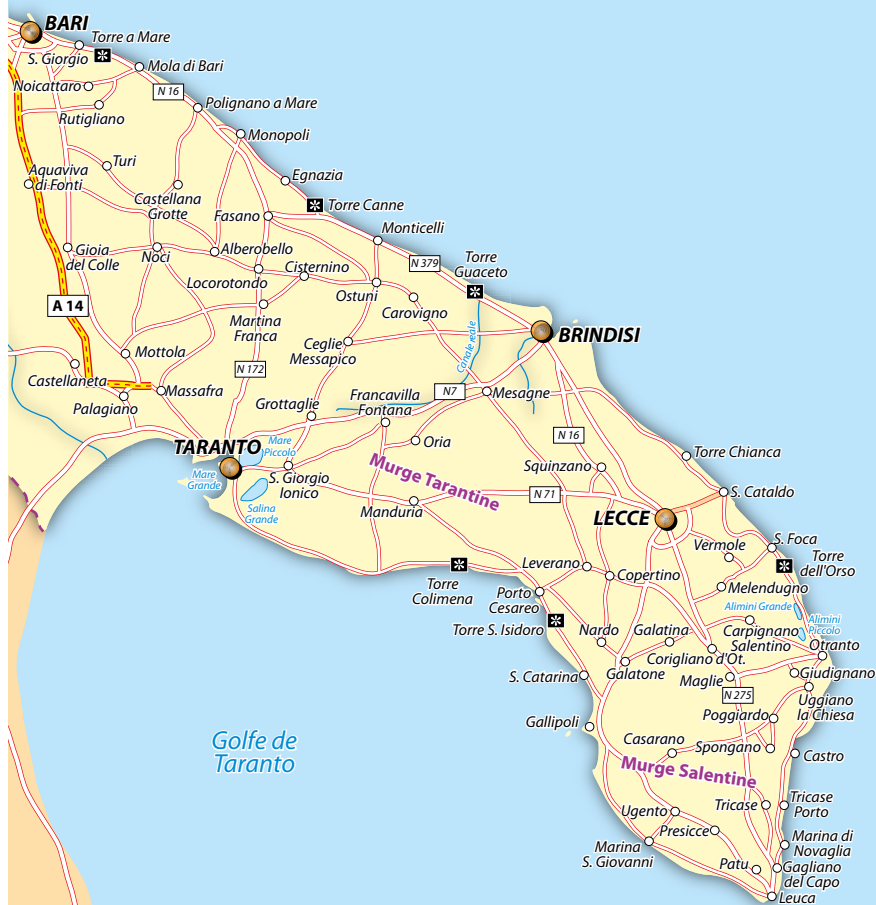 BARI
Torre a Mare
S. Giorgio
Mola di Bari
Noicattaro
N 16
Polignano a Mare
Rutigliano
Monopoli
Turi
Aquaviva
di Fonti
Egnazia
Castellana
Grotte
Torre Canne
Fasano
Monticelli
Gioia
del Colle
Noci
Alberobello
Torre
Guaceto
N 379
Cisternino
Locorotondo
Ostuni
A 14
Carovigno
Martina
Franca
BRINDISI
Canale reale
Ceglie
Messapico
Mottola
N 172
Castellaneta
Massafra
Palagiano
N7
Mesagne
Francavilla
Fontana
Grottaglie
N 16
Oria
TARANTO
Mare
Piccolo
Torre Chianca
Mare
Grande
S. Giorgio
Ionico
Murge Tarantine
Squinzano
Salina
Grande
N 71
S. Cataldo
Manduria
LECCE
S. Foca
Vermole
Torre
dell'Orso
Leverano
Copertino
Torre
Colimena
Porto
Cesareo
Melendugno
Alimini Grande
Alimini
Piccolo
Torre S. Isidoro
Nardo
Galatina
Carpignano
Salentino
Otranto
Corigliano d'Ot.
Galatone
S. Catarina
Maglie
Giudignano
N 275
Uggiano
la Chiesa
Gallipoli
Poggiardo
Golfe de
Taranto
Casarano
Spongano
Castro
Murge Salentine
Ugento
Tricase
Tricase
Porto
Presicce
Marina
S. Giovanni
Marina di
Novaglia
Patu
Gagliano
del Capo
Leuca